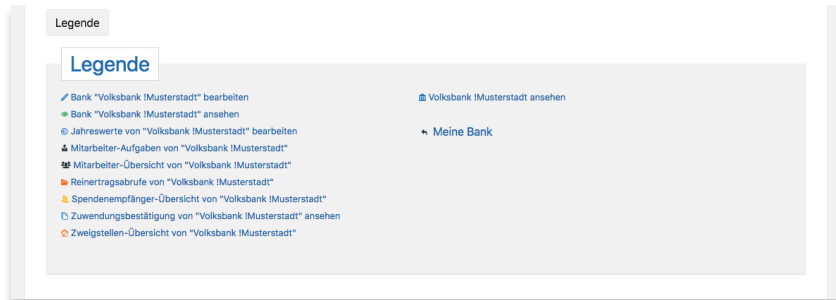 Legende
Legende
Bank "Volksbank !Musterstadt" bearbeiten
Bank "Volksbank !Musterstadt" ansehen
Jahreswerte von "Volksbank !Musterstadt" bearbeiten
Mitarbeiter-Aufgaben von "Volksbank !Musterstadt"
Mitarbeiter-Übersicht von "Volksbank !Musterstadt"
Reinertragsabrufe von "Volksbank !Musterstadt"
Spendenempfänger-Übersicht von "Volksbank !Musterstadt"
Zuwendungsbestätigung von "Volksbank !Musterstadt" ansehen
Zweigstellen-Übersicht von "Volksbank !Musterstadt"
Volksbank !Musterstadt ansehen
Meine Bank